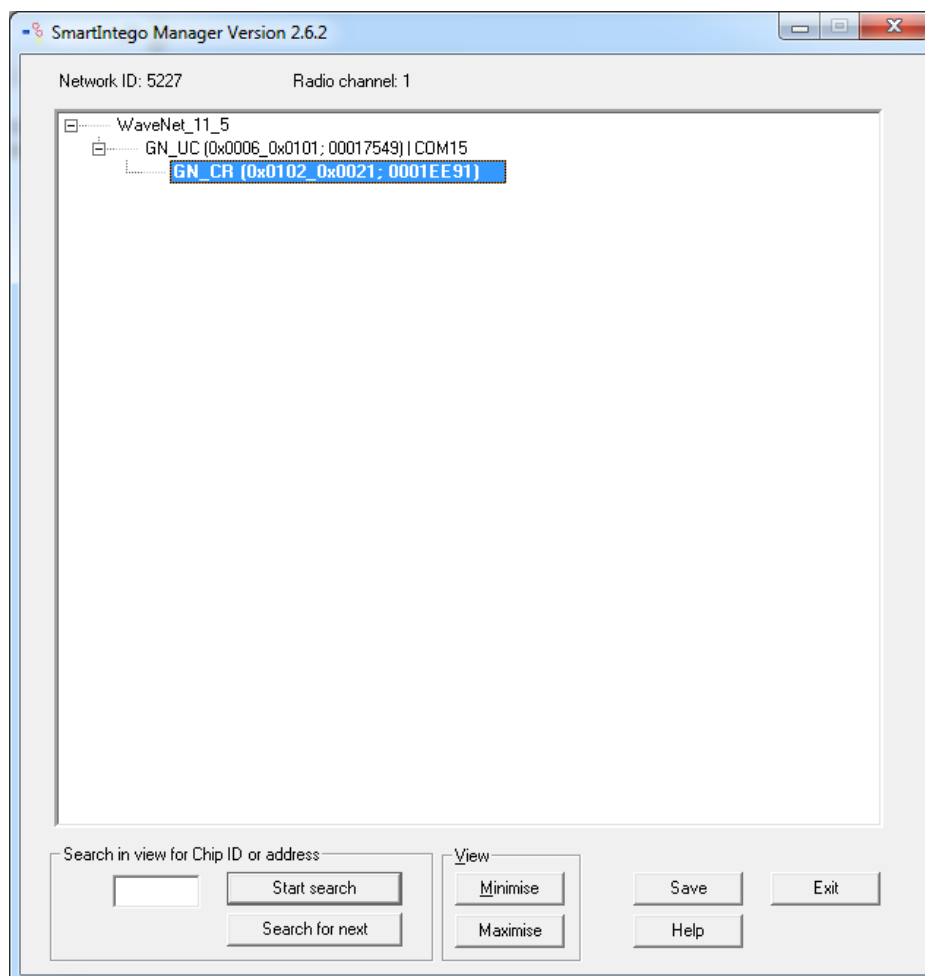 SmartIntego Manager Version 2.6.2
Network ID: 5227 Radio channel: 1
WaveNet_11_5
GN_UC (0x0006_0x0101; 00017549) | COM15
GN_CR (0x0102_0x0021; 0001EE91)
Search in view for Chip ID or address
Start search
Search for next
View
Minimise
Maximise
Save
Exit
Help